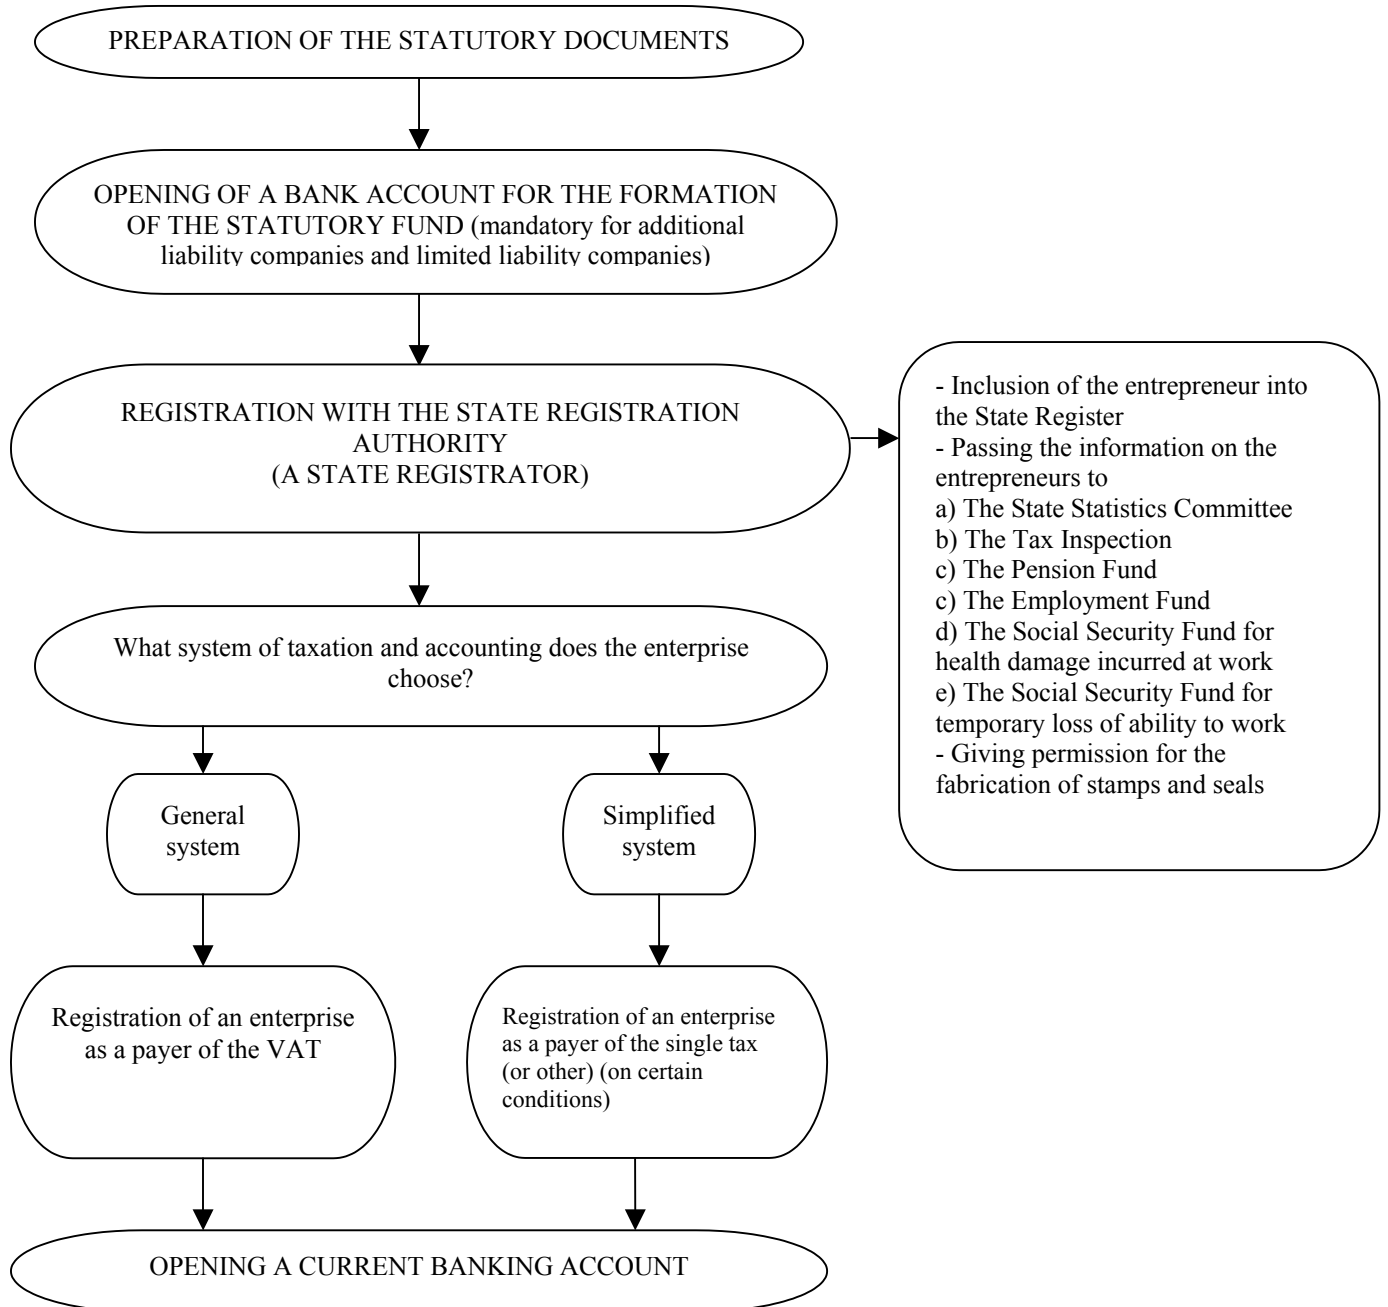 PREPARATION OF THE STATUTORY DOCUMENTS
OPENING OF A BANK ACCOUNT FOR THE FORMATION
OF THE STATUTORY FUND (mandatory for additional
liability companies and limited liability companies)
REGISTRATION WITH THE STATE REGISTRATION
AUTHORITY
(A STATE REGISTRATOR)
- Inclusion of the entrepreneur into
the State Register
- Passing the information on the
entrepreneurs to
a) The State Statistics Committee
b) The Tax Inspection
c) The Pension Fund
c) The Employment Fund
d) The Social Security Fund for
health damage incurred at work
e) The Social Security Fund for
temporary loss of ability to work
- Giving permission for the
fabrication of stamps and seals
What system of taxation and accounting does the enterprise
choose?
General
system
Simplified
system
Registration of an enterprise
as a payer of the VAT
Registration of an enterprise
as a payer of the single tax
(or other) (on certain
conditions)
OPENING A CURRENT BANKING ACCOUNT